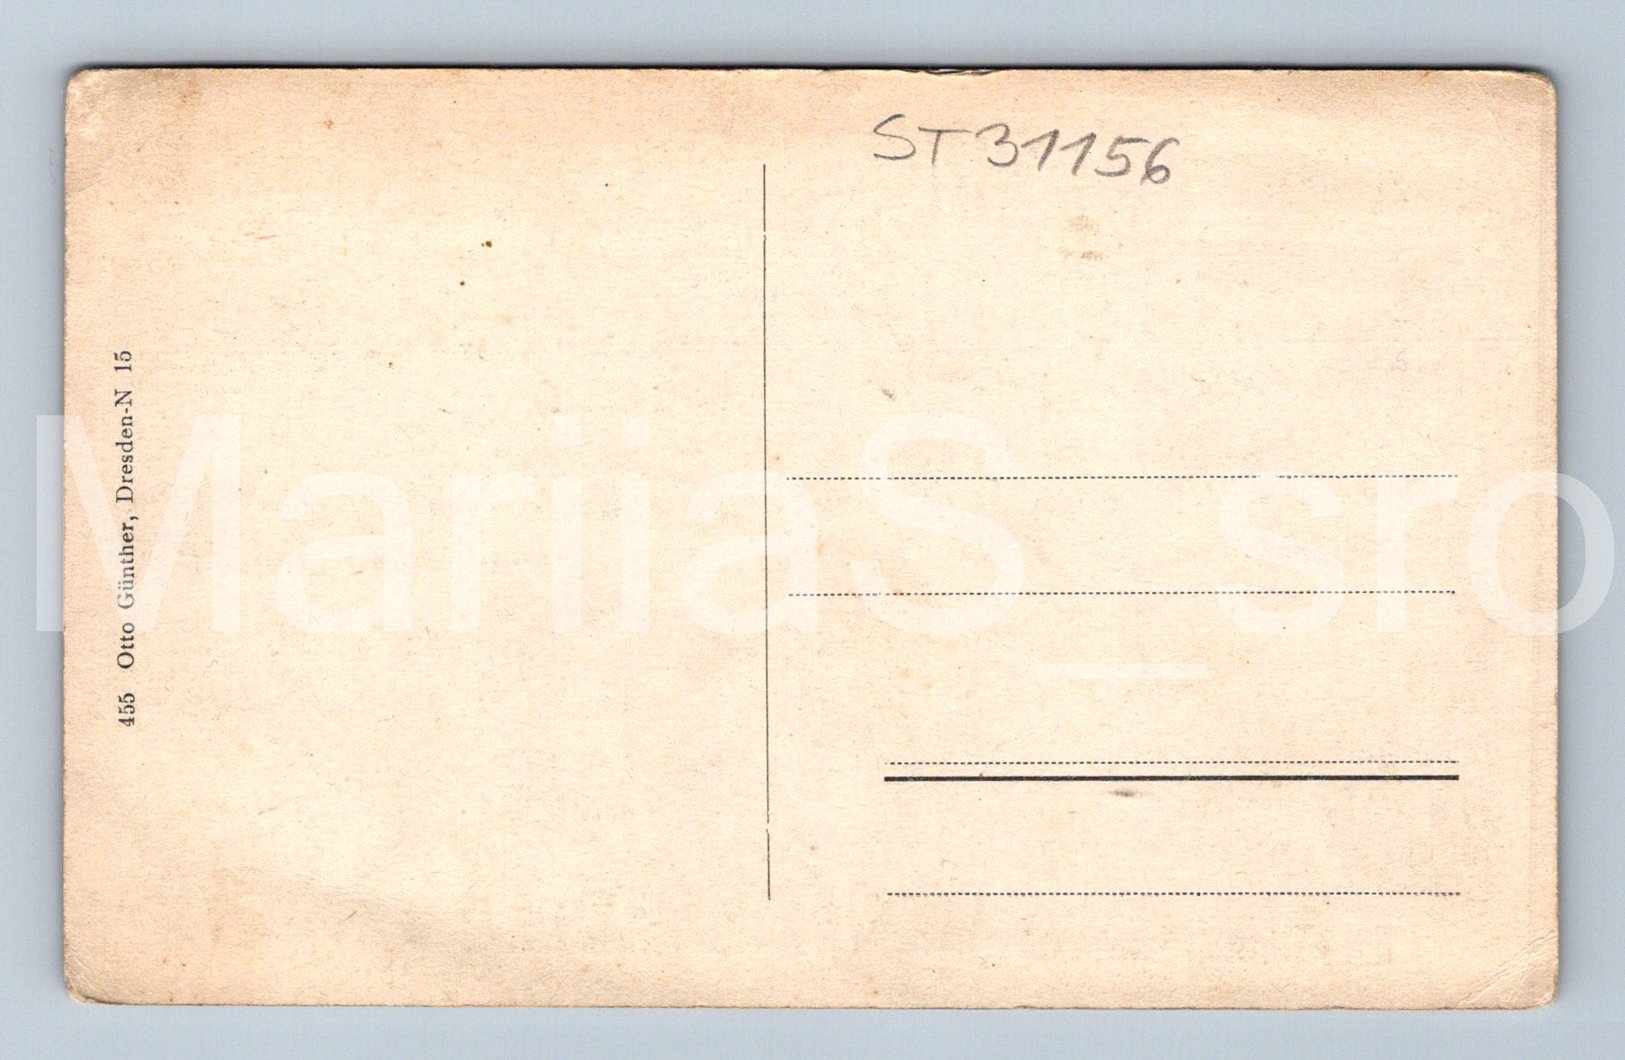 ST31156
455 Otto Günther, Dresden-N 15
MariiaS_sro